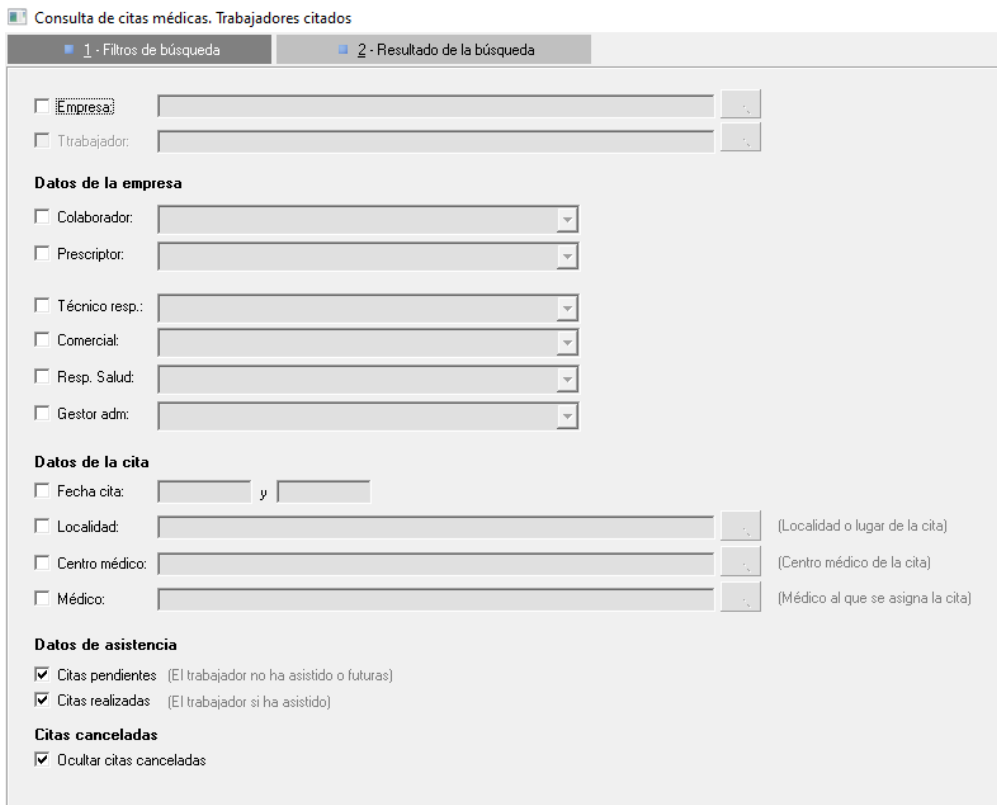 Consulta de citas médicas. Trabajadores citados
1 - Filtros de búsqueda
2 - Resultado de la búsqueda
Empresa:
Ttrabajador:
Datos de la empresa
Colaborador:
Prescriptor:
Técnico resp.:
Comercial:
Resp. Salud:
Gestor adm:
Datos de la cita
Fecha cita: y
Localidad: (Localidad o lugar de la cita)
Centro médico: (Centro médico de la cita)
Médico: (Médico al que se asigna la cita)
Datos de asistencia
Citas pendientes (El trabajador no ha asistido o futuras)
Citas realizadas (El trabajador si ha asistido)
Citas canceladas
Ocultar citas canceladas